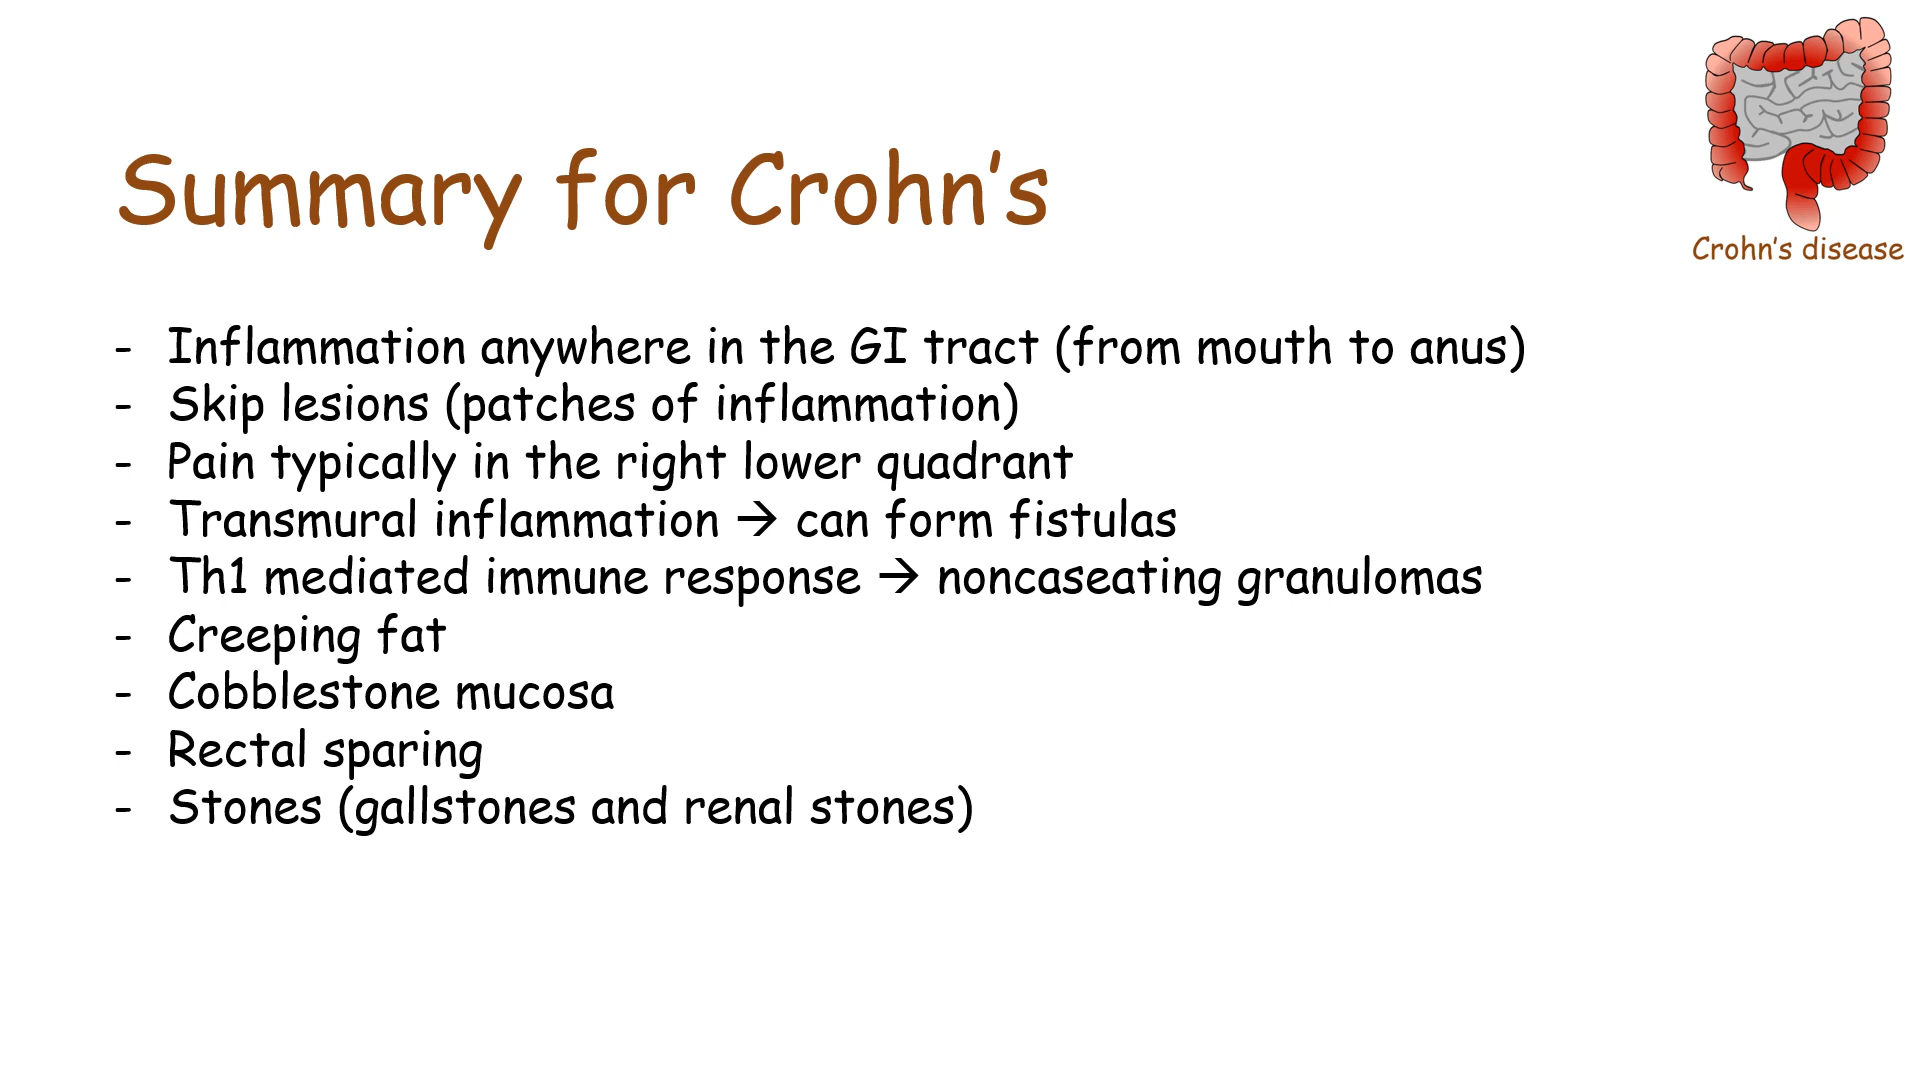 Crohn's disease
Summary for Crohn's
- Inflammation anywhere in the GI tract (from mouth to anus)
- Skip lesions (patches of inflammation)
- Pain typically in the right lower quadrant
- Transmural inflammation → can form fistulas
- Th1 mediated immune response → noncaseating granulomas
- Creeping fat
- Cobblestone mucosa
- Rectal sparing
- Stones (gallstones and renal stones)